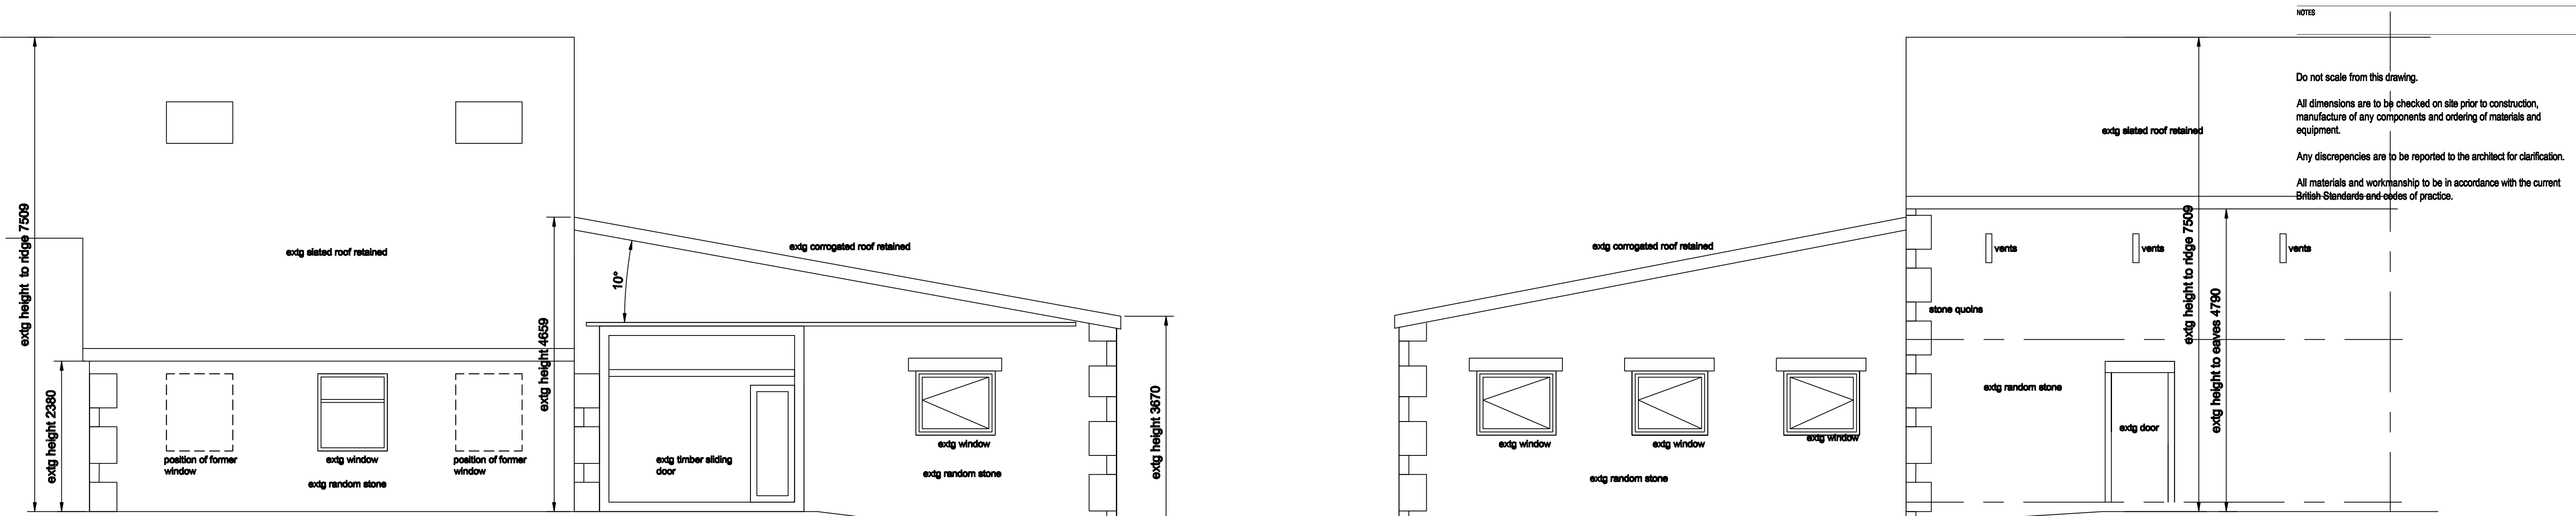 extg height to ridge 7509
extg height 2380
extg slated roof retained
position of former
window
extg window
position of former
window
extg random stone
extg height 4659
10°
extg corrogated roof retained
extg timber sliding
door
extg window
extg random stone
extg height 3670
extg corrogated roof retained
extg window
extg window
extg window
extg random stone
extg slated roof retained
vents
vents
vents
stone quoins
extg random stone
extg door
extg height to ridge 7509
extg height to eaves 4790
NOTES
Do not scale from this drawing.
All dimensions are to be checked on site prior to construction,
manufacture of any components and ordering of materials and
equipment.
Any discrepencies are to be reported to the architect for clarification.
All materials and workmanship to be in accordance with the current
British Standards and codes of practice.